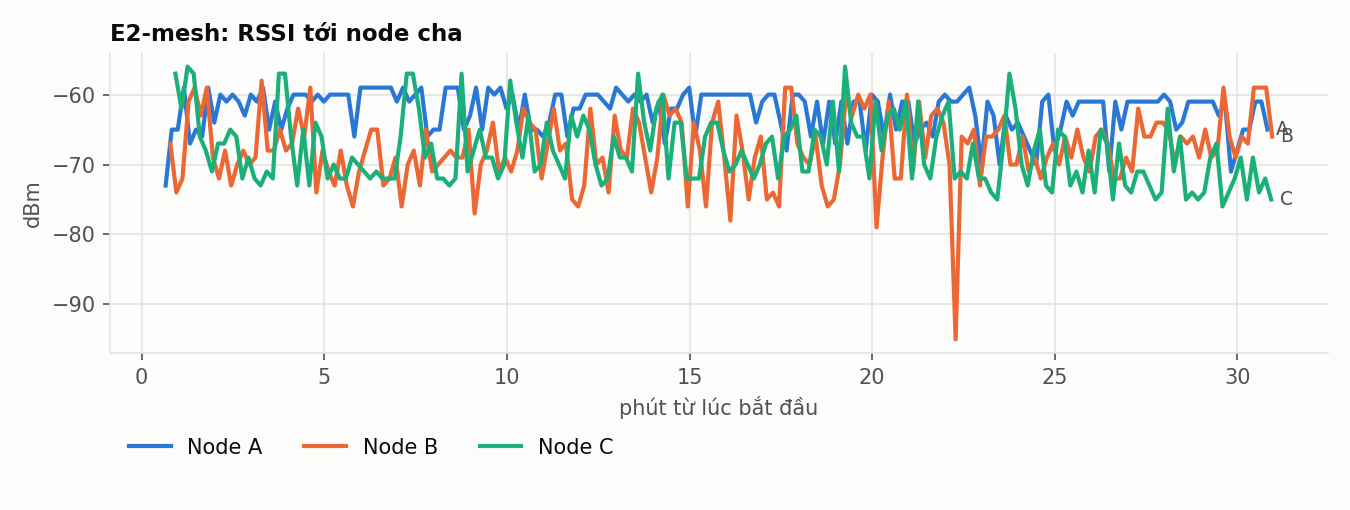 E2-mesh: RSSI tới node cha
dBm
−60
−70
−80
−90
A
B
C
0 5 10 15 20 25 30
phút từ lúc bắt đầu
Node A Node B Node C